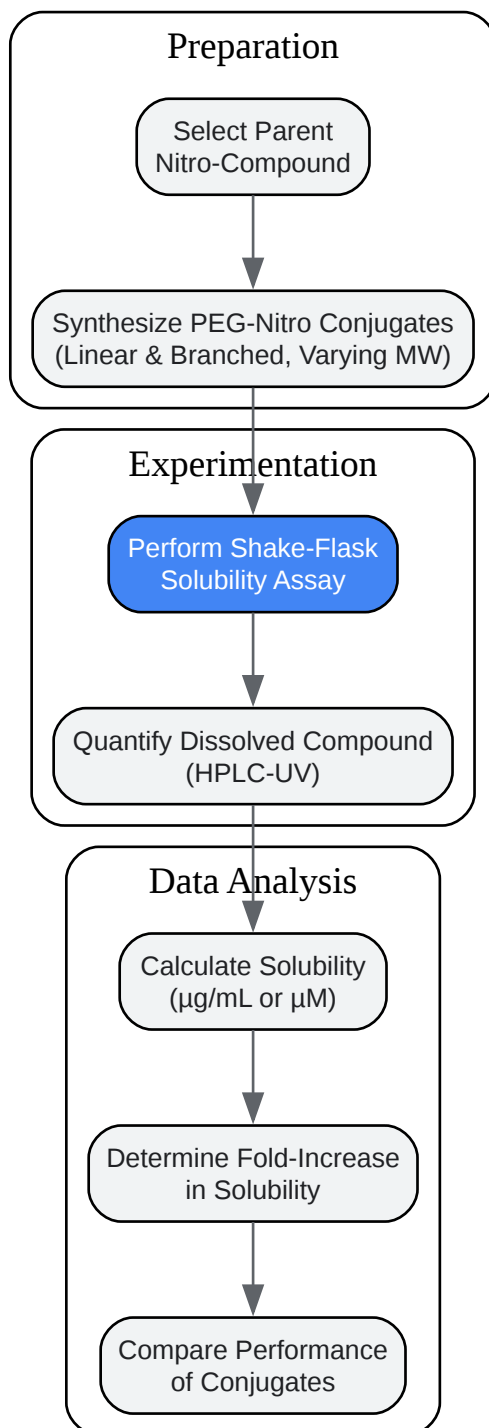 Preparation
Select Parent
Nitro-Compound
Synthesize PEG-Nitro Conjugates
(Linear & Branched, Varying MW)
Experimentation
Perform Shake-Flask
Solubility Assay
Quantify Dissolved Compound
(HPLC-UV)
Data Analysis
Calculate Solubility
(µg/mL or µM)
Determine Fold-Increase
in Solubility
Compare Performance
of Conjugates